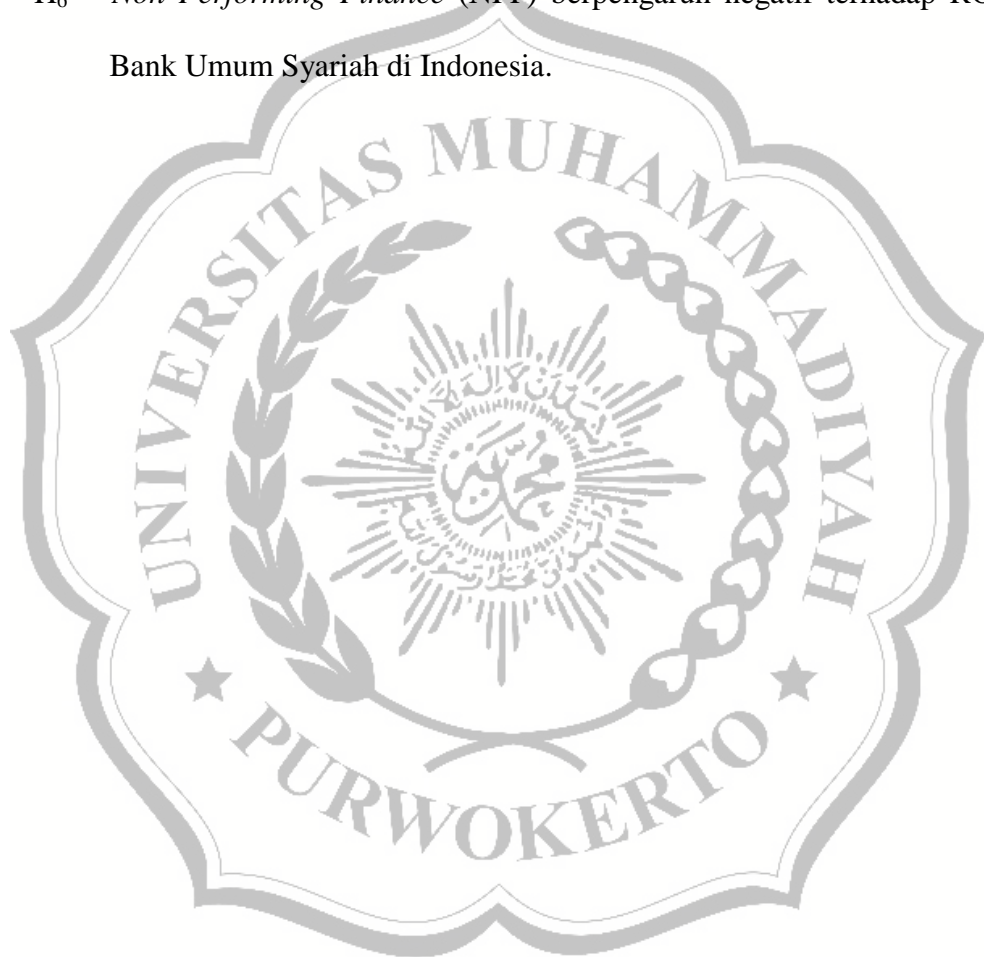 Non Performing Finance (NPF) berpengaruh negatif terhadap
Bank Umum Syariah di Indonesia.
UNIVERSITAS MUHAMMADIYAH
PURWOKERTO